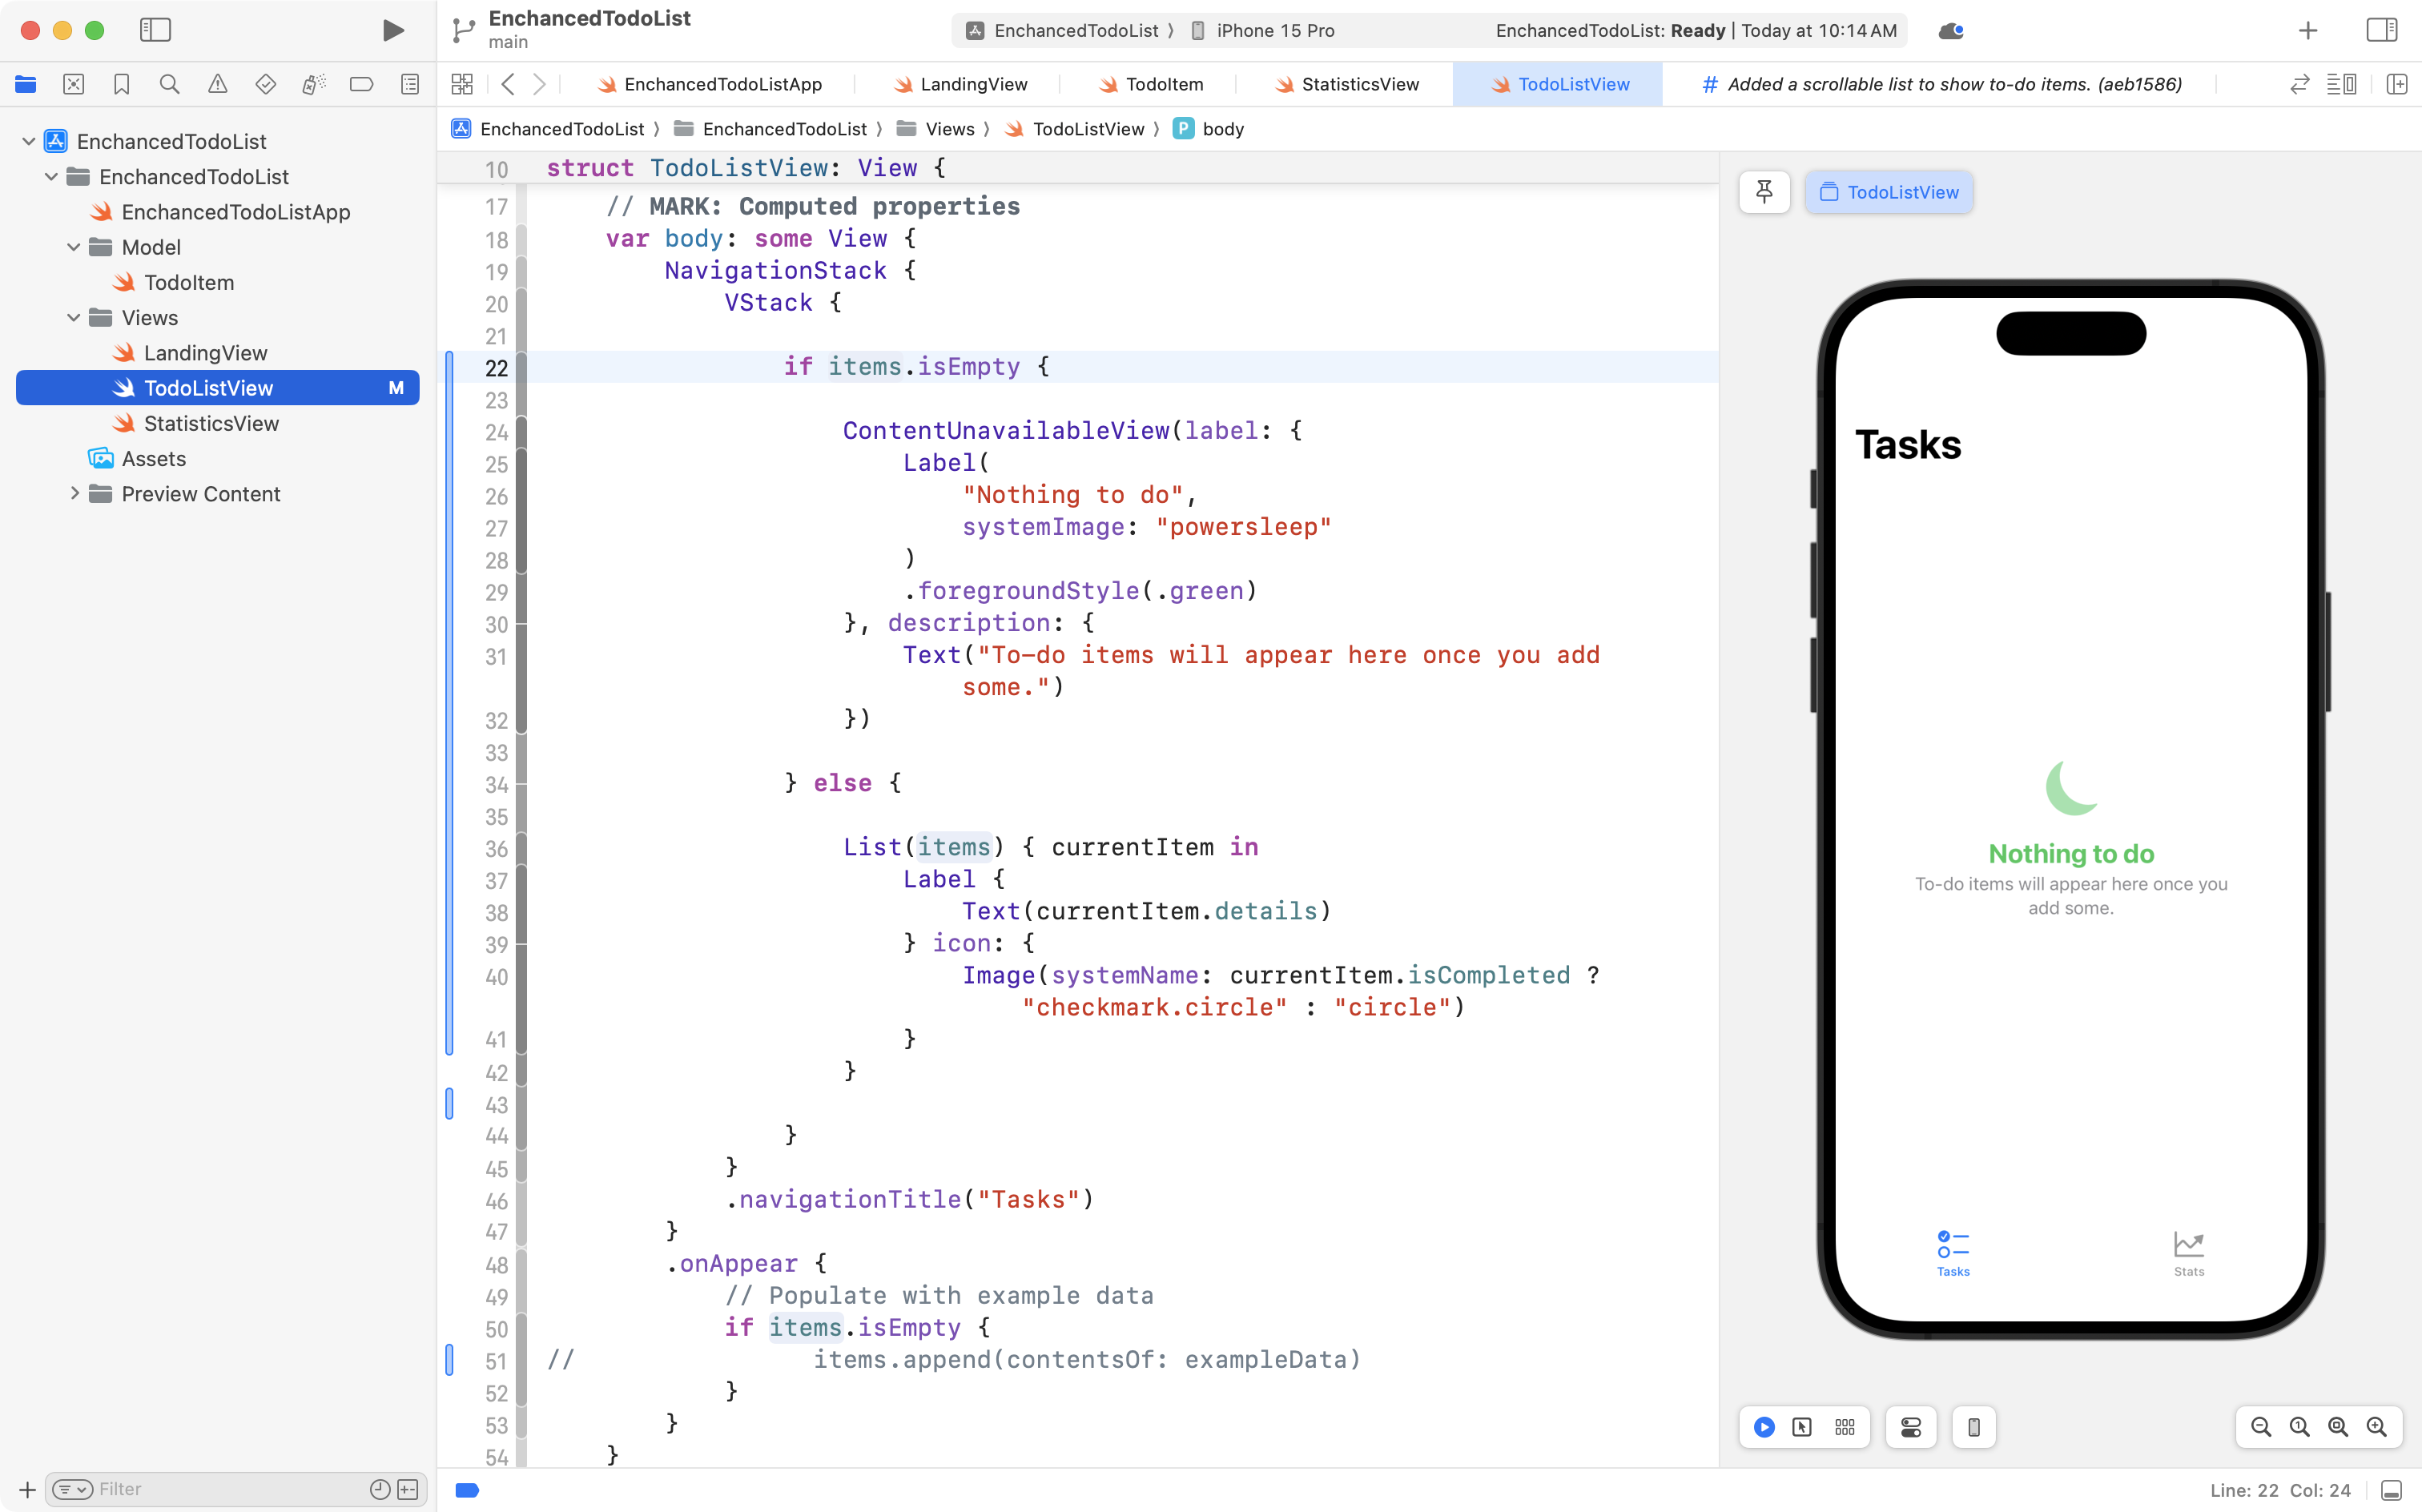 EnchancedTodoList
main
EnchancedTodoList
iPhone 15 Pro
EnchancedTodoList: Ready | Today at 10:14 AM
EnchancedTodoListApp
LandingView
TodoItem
StatisticsView
TodoListView
# Added a scrollable list to show to-do items. (aeb1586)
EnchancedTodoList
EnchancedTodoList
Views
TodoListView
P body
EnchancedTodoList
EnchancedTodoList
EnchancedTodoListApp
Model
TodoItem
Views
LandingView
TodoListView M
StatisticsView
Assets
Preview Content
Filter
10 struct TodoListView: View {
17 // MARK: Computed properties
18 var body: some View {
19 NavigationStack {
20 VStack {
21
22 if items.isEmpty {
23
24 ContentUnavailableView(label: {
25 Label(
26 "Nothing to do",
27 systemImage: "powersleep"
28 )
29 .foregroundStyle(.green)
30 }, description: {
31 Text("To-do items will appear here once you add
some.")
32 })
33
34 } else {
35
36 List(items) { currentItem in
37 Label {
38 Text(currentItem.details)
39 } icon: {
40 Image(systemName: currentItem.isCompleted ?
"checkmark.circle" : "circle")
41 }
42 }
43
44 }
45 }
46 .navigationTitle("Tasks")
47 }
48 .onAppear {
49 // Populate with example data
50 if items.isEmpty {
51 // items.append(contentsOf: exampleData)
52 }
53 }
54 }
TodoListView
Tasks
Nothing to do
To-do items will appear here once you
add some.
Tasks
Stats
Line: 22 Col: 24